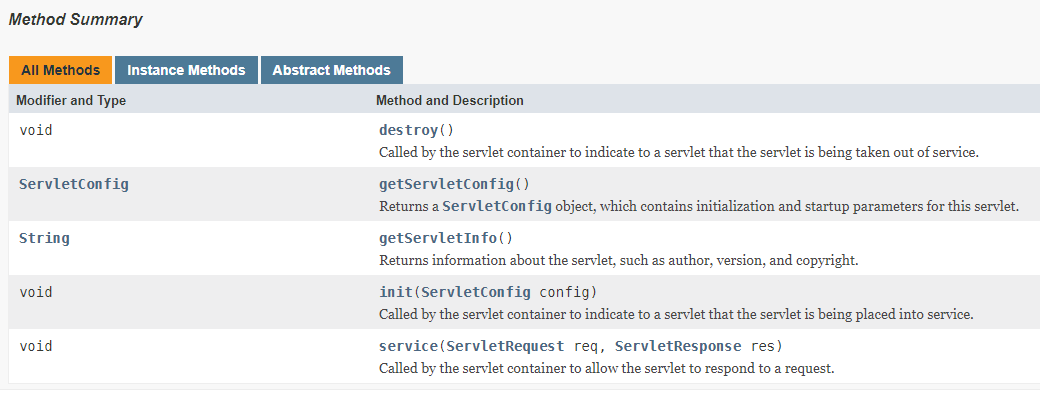 Method Summary
All Methods Instance Methods Abstract Methods
Modifier and Type Method and Description
void destroy()
Called by the servlet container to indicate to a servlet that the servlet is being taken out of service.
ServletConfig getServletConfig()
Returns a ServletConfig object, which contains initialization and startup parameters for this servlet.
String getServletInfo()
Returns information about the servlet, such as author, version, and copyright.
void init(ServletConfig config)
Called by the servlet container to indicate to a servlet that the servlet is being placed into service.
void service(ServletRequest req, ServletResponse res)
Called by the servlet container to allow the servlet to respond to a request.